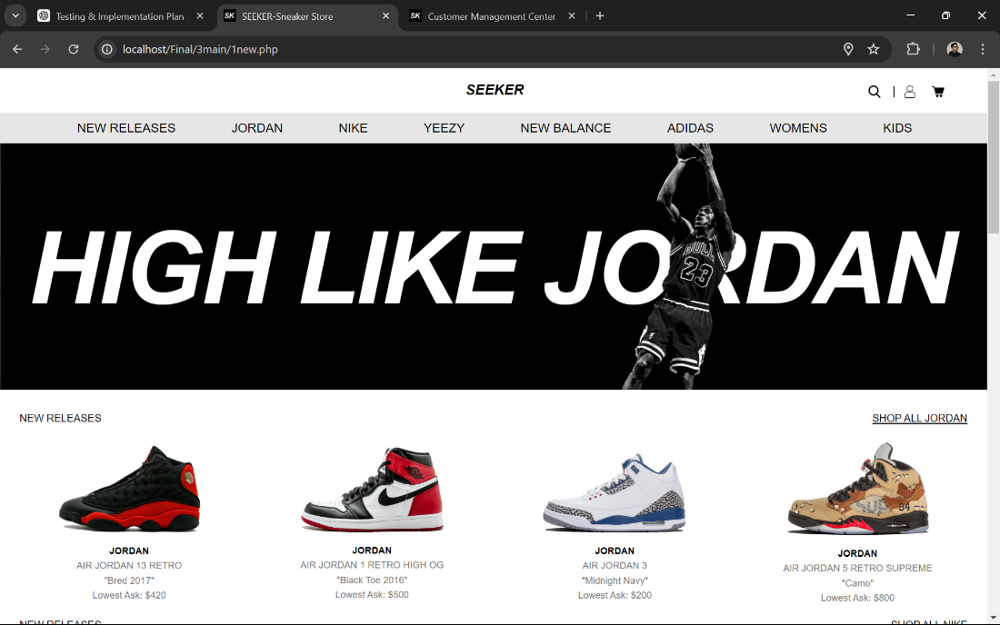 Testing & Implementation Plan
SK SEEKER-Sneaker Store
SK Customer Management Center
localhost/Final/3main/1new.php
SEEKER
NEW RELEASES JORDAN NIKE YEEZY NEW BALANCE ADIDAS WOMENS KIDS
HIGH LIKE JORDAN
BULL
23
NEW RELEASES SHOP ALL JORDAN
94
JORDAN
AIR JORDAN 13 RETRO
"Bred 2017"
Lowest Ask: $420
JORDAN
AIR JORDAN 1 RETRO HIGH OG
"Black Toe 2016"
Lowest Ask: $500
JORDAN
AIR JORDAN 3
"Midnight Navy"
Lowest Ask: $200
JORDAN
AIR JORDAN 5 RETRO SUPREME
"Camo"
Lowest Ask: $800
NEW RELEASES SHOP ALL NIKE